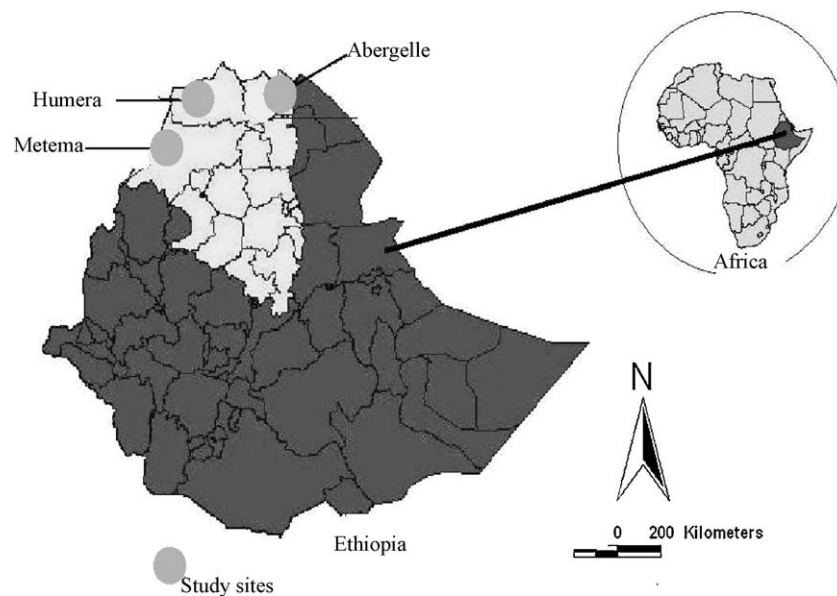 Abergelle
Humera
Metema
Africa
N
0 200 Kilometers
Ethiopia
Study sites